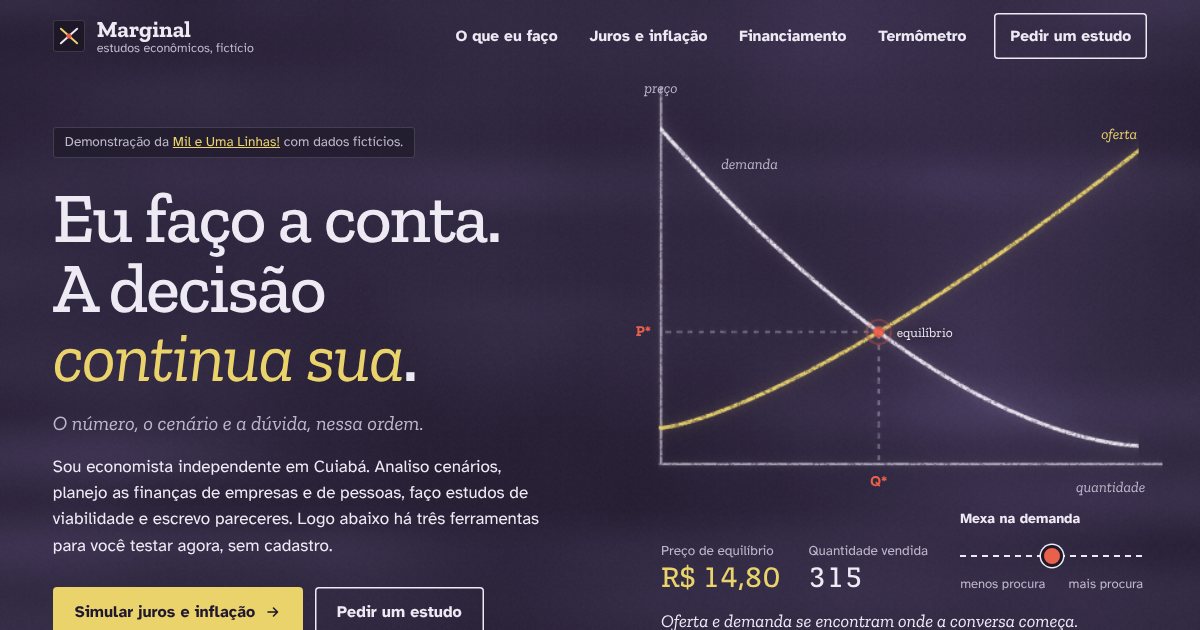 Marginal
estudos econômicos, fictício
O que eu faço
Juros e inflação
Financiamento
Termômetro
Pedir um estudo
Demonstração da Mil e Uma Linhas! com dados fictícios.
Eu faço a conta.
A decisão
continua sua.
O número, o cenário e a dúvida, nessa ordem.
Sou economista independente em Cuiabá. Analiso cenários,
planejo as finanças de empresas e de pessoas, faço estudos de
viabilidade e escrevo pareceres. Logo abaixo há três ferramentas
para você testar agora, sem cadastro.
Simular juros e inflação →
Pedir um estudo
preço
demanda
oferta
P*
equilíbrio
Q*
quantidade
Mexa na demanda
menos procura
mais procura
Preço de equilíbrio
R$ 14,80
Quantidade vendida
315
Oferta e demanda se encontram onde a conversa começa.